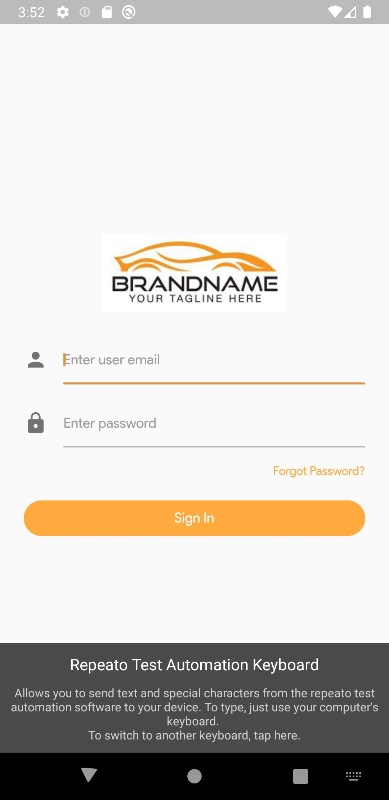 3:52
BRANDNAME
YOUR TAGLINE HERE
Enter user email
Enter password
Forgot Password?
Sign In
Repeato Test Automation Keyboard
Allows you to send text and special characters from the repeato test
automation software to your device. To type, just use your computer's
keyboard.
To switch to another keyboard, tap here.